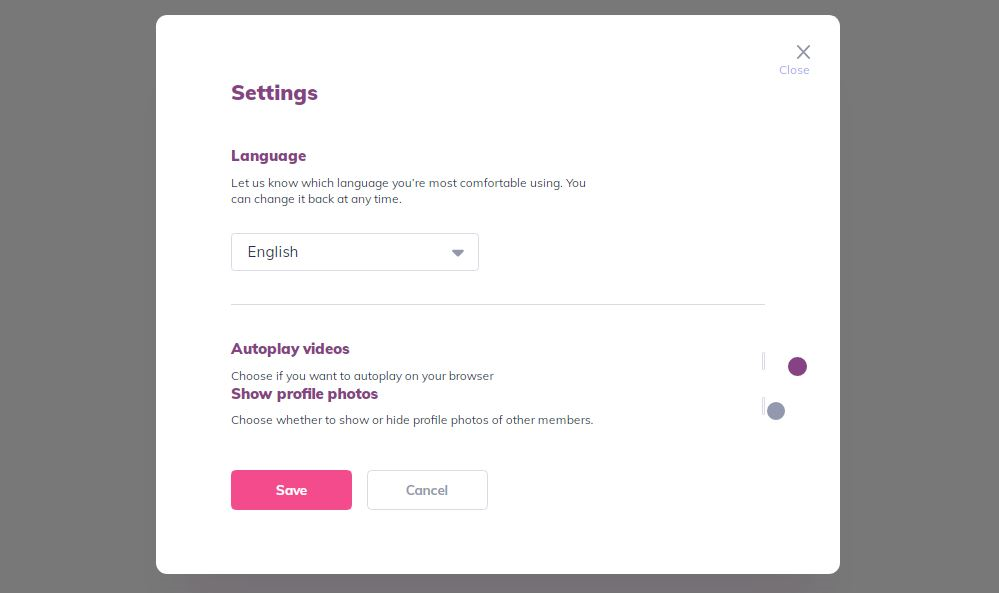 Close
Settings
Language
Let us know which language you're most comfortable using. You
can change it back at any time.
English
Autoplay videos
Choose if you want to autoplay on your browser
Show profile photos
Choose whether to show or hide profile photos of other members.
Save
Cancel